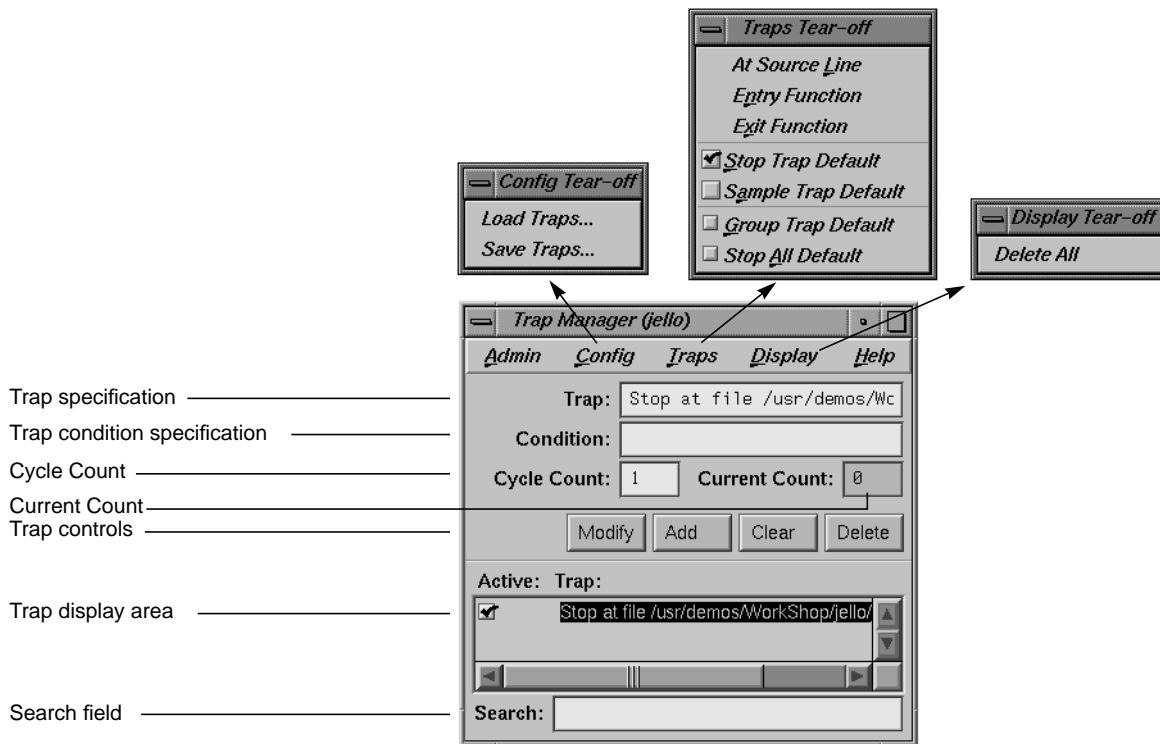 Traps Tear-off
At Source Line
Entry Function
Exit Function
Stop Trap Default
Sample Trap Default
Group Trap Default
Stop All Default
Config Tear-off
Load Traps...
Save Traps...
Display Tear-off
Delete All
Trap Manager (jello)
Admin Config Traps Display Help
Trap specification
Trap: Stop at file /usr/demos/Wc
Trap condition specification
Condition:
Cycle Count
Cycle Count: 1 Current Count: 0
Current Count
Trap controls
Modify Add Clear Delete
Active: Trap:
Trap display area
Stop at file /usr/demos/WorkShop/jello/
Search field
Search: